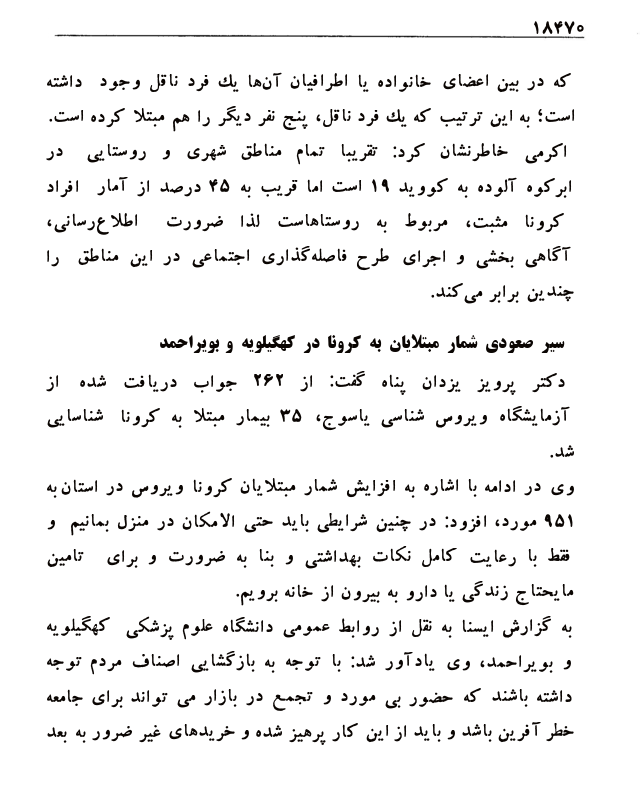 ۱۸۴۷۰
که در بین اعضای خانواده یا اطرافیان آن‌ها یك فرد ناقل وجود داشته
است؛ به این ترتیب که یك فرد ناقل، پنج نفر دیگر را هم مبتلا کرده است.
اکرمی خاطرنشان کرد: تقریبا تمام مناطق شهری و روستایی در
ابرکوه آلوده به کووید ۱۹ است اما قریب به ۴۵ درصد از آمار افراد
کرونا مثبت، مربوط به روستاهاست لذا ضرورت اطلاع‌رسانی،
آگاهی بخشی و اجرای طرح فاصله‌گذاری اجتماعی در این مناطق را
چندین برابر می‌کند.
سیر صعودی شمار مبتلایان به کرونا در کهگیلویه و بویراحمد
دکتر پرویز یزدان پناه گفت: از ۲۶۲ جواب دریافت شده از
آزمایشگاه ویروس شناسی یاسوج، ۳۵ بیمار مبتلا به کرونا شناسایی
شد.
وی در ادامه با اشاره به افزایش شمار مبتلایان کرونا ویروس در استان به
۹۵۱ مورد، افزود: در چنین شرایطی باید حتی الامکان در منزل بمانیم و
فقط با رعایت کامل نکات بهداشتی و بنا به ضرورت و برای تامین
مایحتاج زندگی یا دارو به بیرون از خانه برویم.
به گزارش ایسنا به نقل از روابط عمومی دانشگاه علوم پزشکی کهگیلویه
و بویراحمد، وی یادآور شد: با توجه به بازگشایی اصناف مردم توجه
داشته باشند که حضور بی مورد و تجمع در بازار می تواند برای جامعه
خطر آفرین باشد و باید از این کار پرهیز شده و خریدهای غیر ضرور به بعد